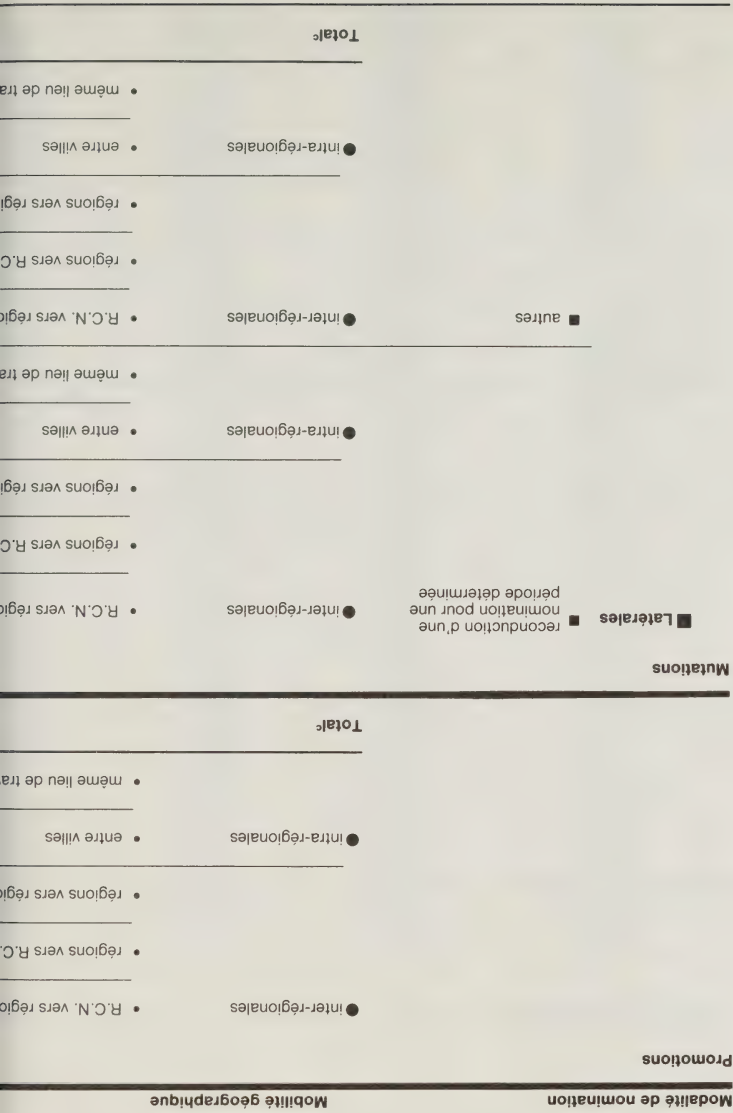 Modalité de nomination Mobilité géographique
Promotions
● inter-régionales • R.C.N. vers régio
• régions vers R.C.
• régions vers régio
● intra-régionales • entre villes
• même lieu de tra
Totalᶜ
Mutations
■ Latérales ■ reconduction d'une
nomination pour une
période déterminée
● inter-régionales • R.C.N. vers régio
• régions vers R.C
• régions vers régi
● intra-régionales • entre villes
• même lieu de tra
■ autres ● inter-régionales • R.C.N. vers régio
• régions vers R.C
• régions vers régi
● intra-régionales • entre villes
• même lieu de tra
Totalᶜ